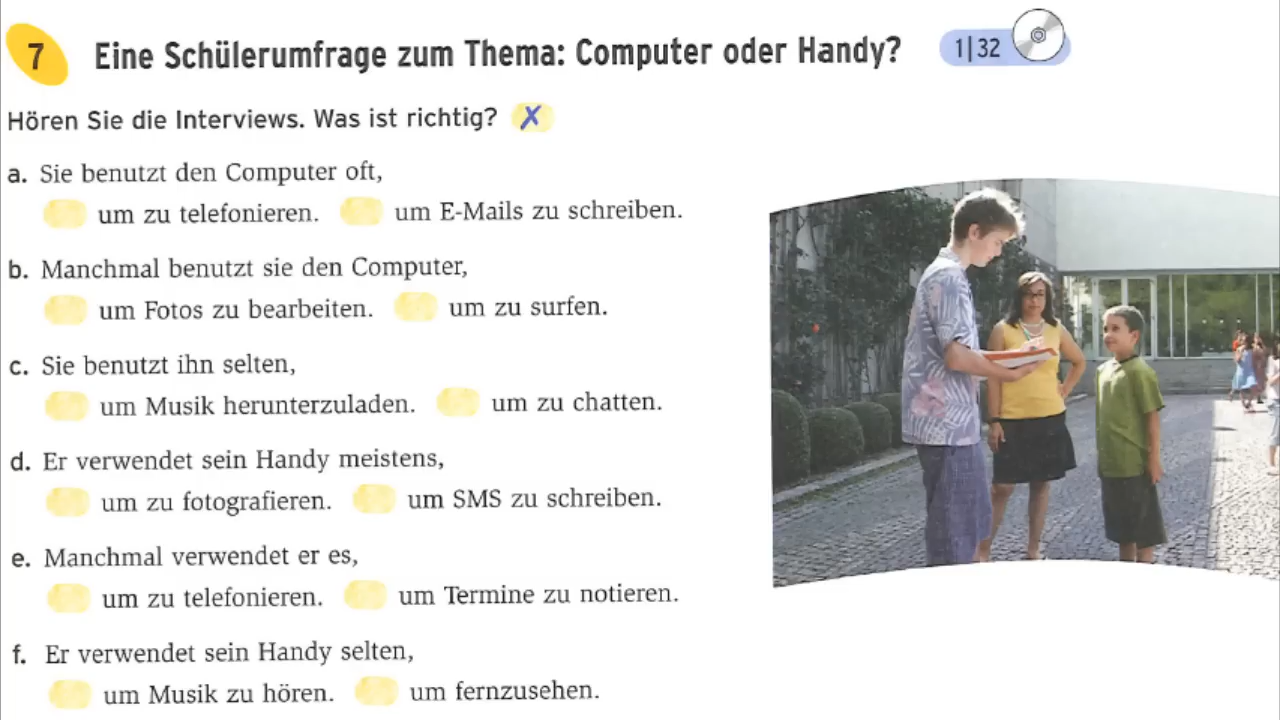 7 Eine Schülerumfrage zum Thema: Computer oder Handy? 1|32
Hören Sie die Interviews. Was ist richtig? X
a. Sie benutzt den Computer oft,
um zu telefonieren. um E-Mails zu schreiben.
b. Manchmal benutzt sie den Computer,
um Fotos zu bearbeiten. um zu surfen.
c. Sie benutzt ihn selten,
um Musik herunterzuladen. um zu chatten.
d. Er verwendet sein Handy meistens,
um zu fotografieren. um SMS zu schreiben.
e. Manchmal verwendet er es,
um zu telefonieren. um Termine zu notieren.
f. Er verwendet sein Handy selten,
um Musik zu hören. um fernzusehen.